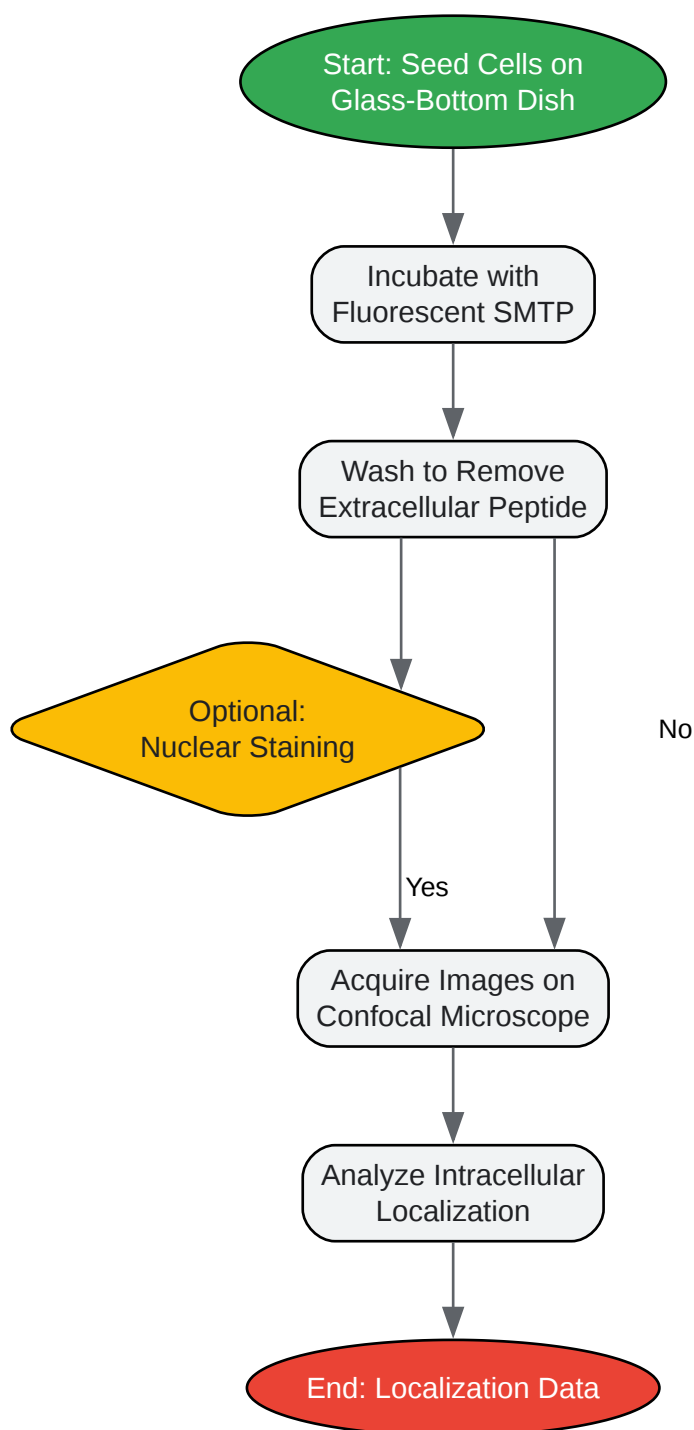 Start: Seed Cells on
Glass-Bottom Dish
Incubate with
Fluorescent SMTP
Wash to Remove
Extracellular Peptide
Optional:
Nuclear Staining
No
Yes
Acquire Images on
Confocal Microscope
Analyze Intracellular
Localization
End: Localization Data